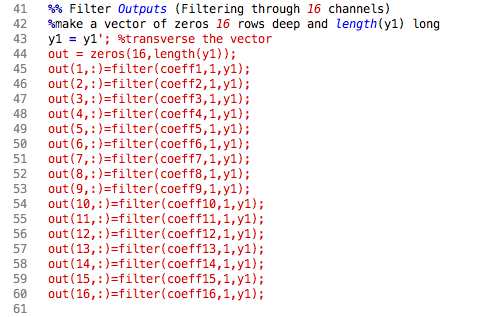 41 %% Filter Outputs (Filtering through 16 channels)
42 %make a vector of zeros 16 rows deep and length(y1) long
43 y1 = y1'; %transverse the vector
44 out = zeros(16,length(y1));
45 out(1,:)=filter(coeff1,1,y1);
46 out(2,:)=filter(coeff2,1,y1);
47 out(3,:)=filter(coeff3,1,y1);
48 out(4,:)=filter(coeff4,1,y1);
49 out(5,:)=filter(coeff5,1,y1);
50 out(6,:)=filter(coeff6,1,y1);
51 out(7,:)=filter(coeff7,1,y1);
52 out(8,:)=filter(coeff8,1,y1);
53 out(9,:)=filter(coeff9,1,y1);
54 out(10,:)=filter(coeff10,1,y1);
55 out(11,:)=filter(coeff11,1,y1);
56 out(12,:)=filter(coeff12,1,y1);
57 out(13,:)=filter(coeff13,1,y1);
58 out(14,:)=filter(coeff14,1,y1);
59 out(15,:)=filter(coeff15,1,y1);
60 out(16,:)=filter(coeff16,1,y1);
61